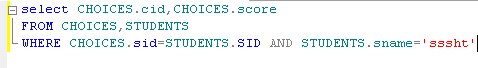 select CHOICES.cid,CHOICES.score
FROM CHOICES,STUDENTS
WHERE CHOICES.sid=STUDENTS.SID AND STUDENTS.sname='sssht'